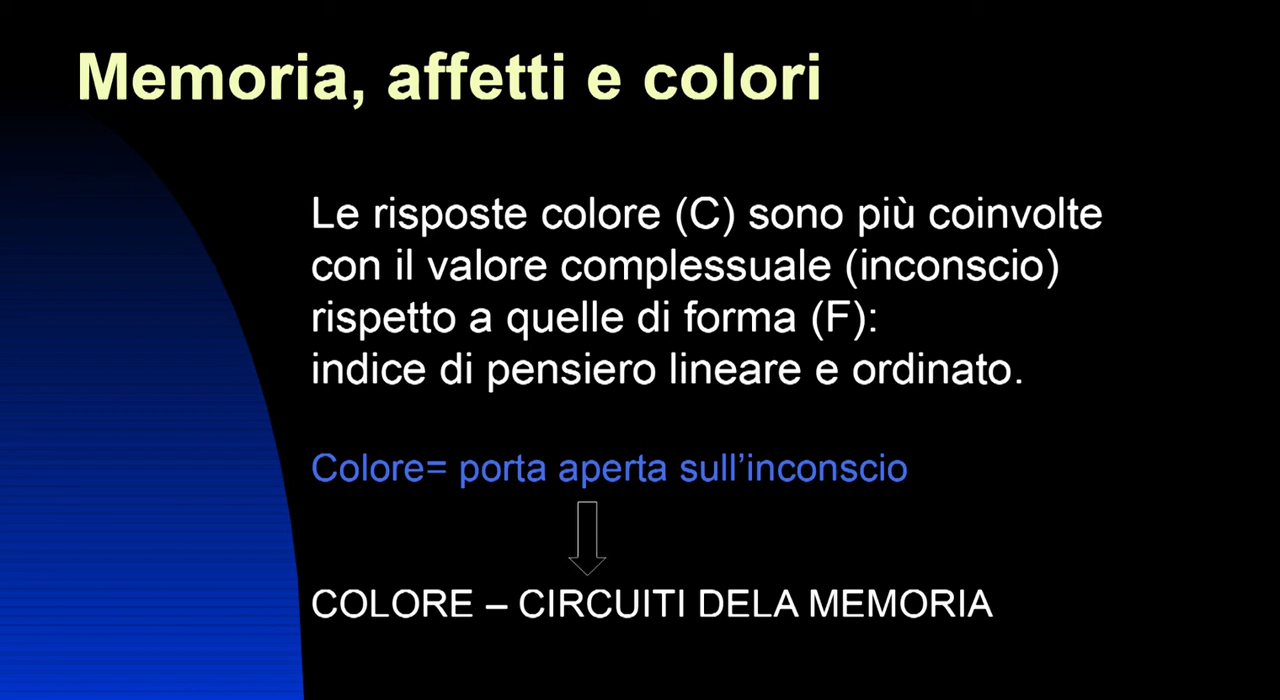 Memoria, affetti e colori
Le risposte colore (C) sono più coinvolte
con il valore complessuale (inconscio)
rispetto a quelle di forma (F):
indice di pensiero lineare e ordinato.
Colore= porta aperta sull’inconscio
COLORE – CIRCUITI DELA MEMORIA